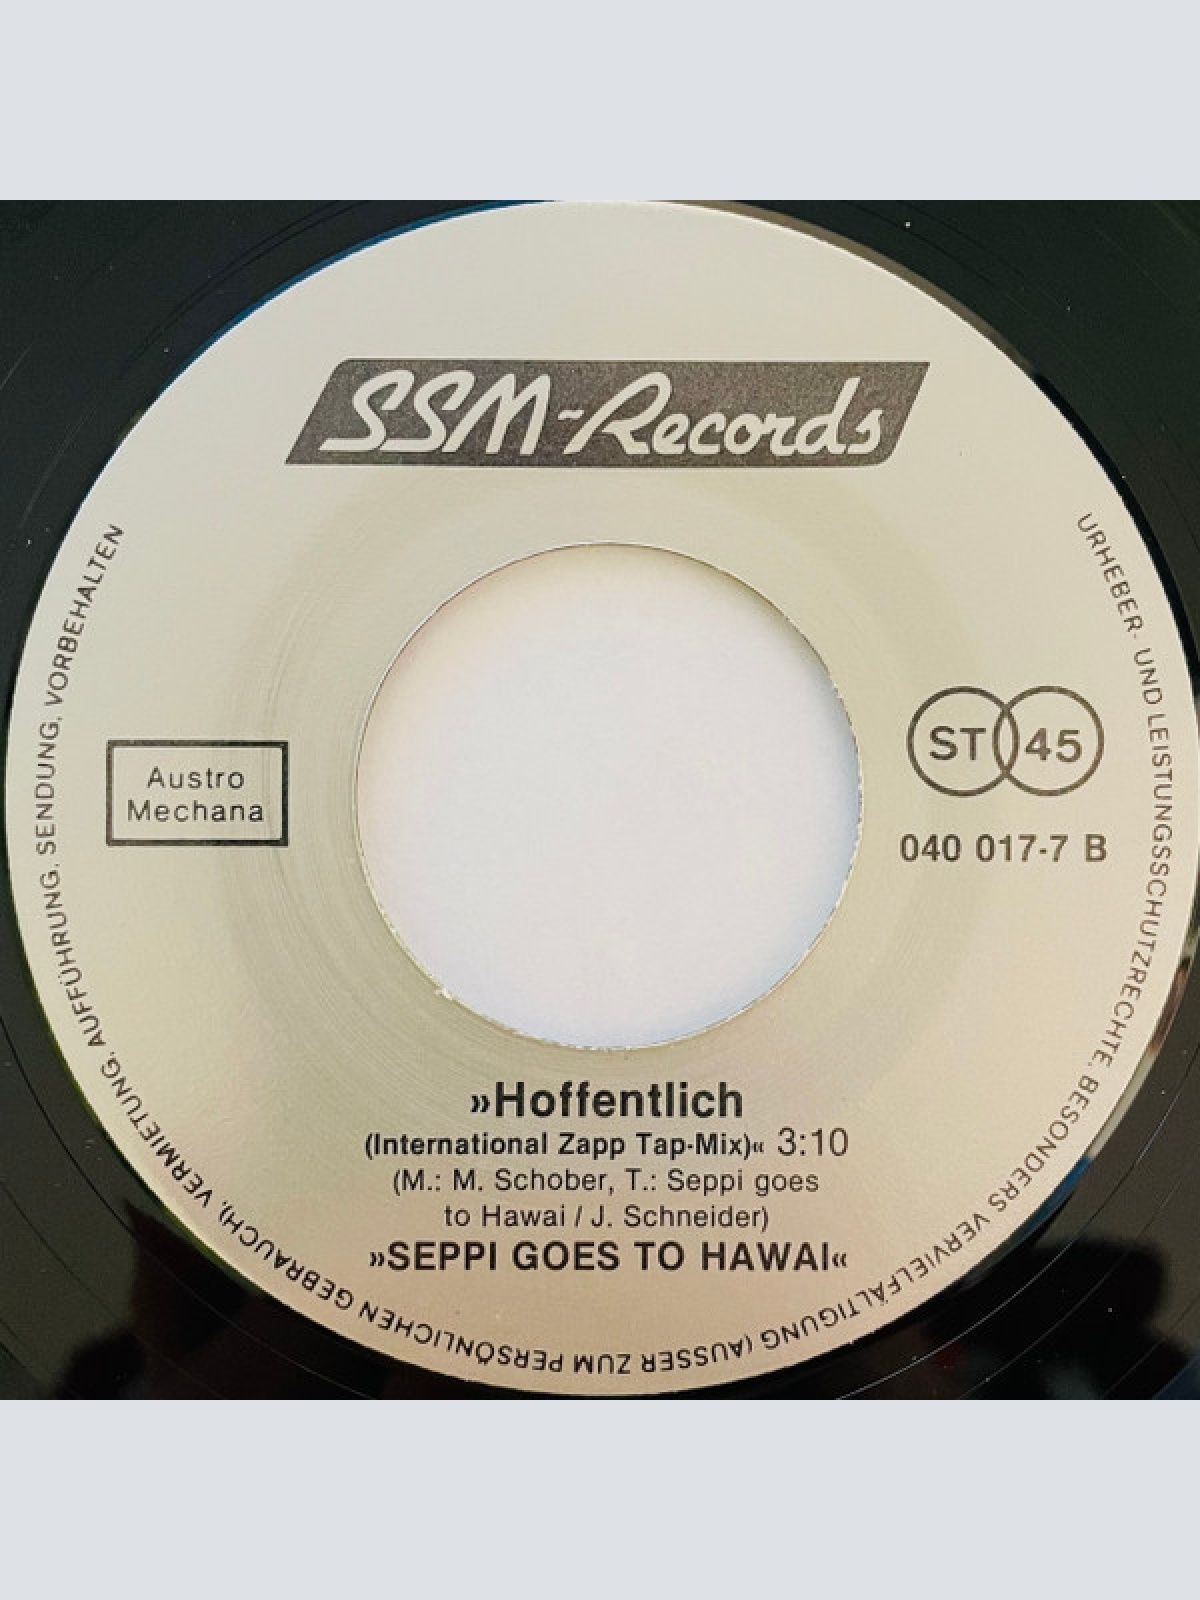 SSM-Records
URHEBER- UND LEISTUNGSSCHUTZRECHTE, BESONDERS VERVIELFÄLTIGUNG (AUSSER ZUM PERSÖNLICHEN GEBRAUCH), VERMIETUNG, AUFFÜHRUNG, SENDUNG, VORBEHALTEN
Austro
Mechana
ST 45
040 017-7 B
»Hoffentlich
(International Zapp Tap-Mix)« 3:10
(M.: M. Schober, T.: Seppi goes
to Hawai / J. Schneider)
»SEPPI GOES TO HAWAI«